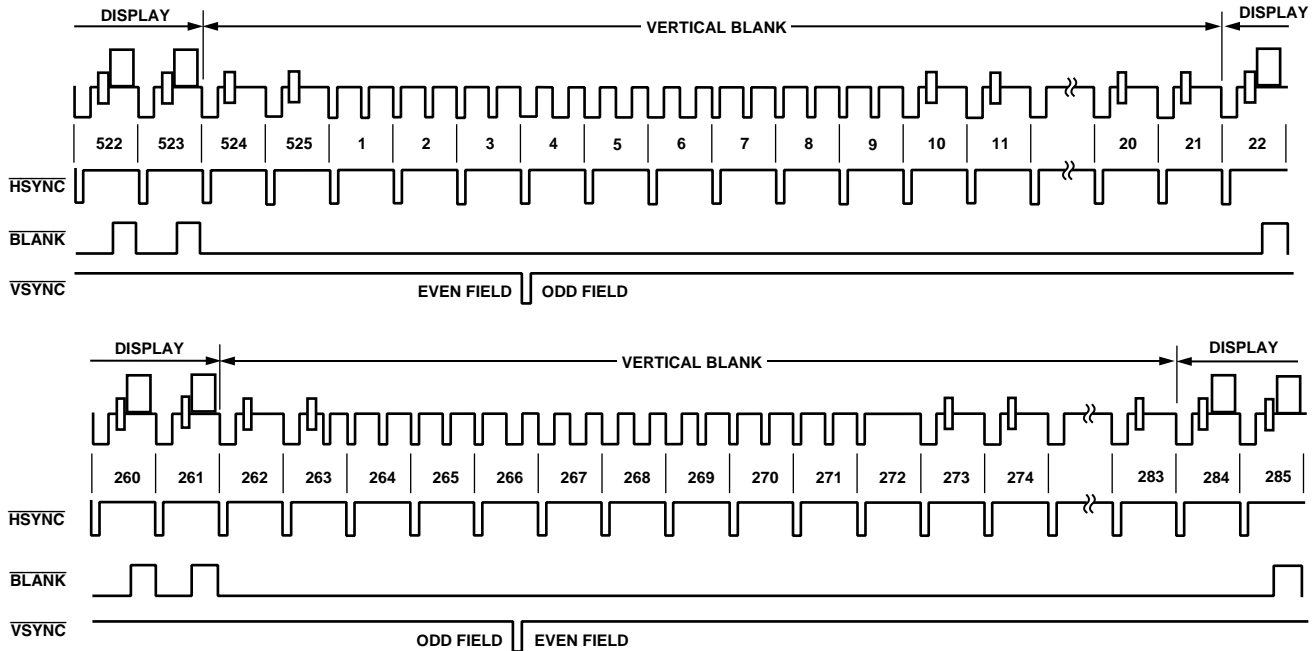 DISPLAY VERTICAL BLANK DISPLAY
522 523 524 525 1 2 3 4 5 6 7 8 9 10 11 20 21 22
HSYNC
BLANK
VSYNC EVEN FIELD ODD FIELD
DISPLAY VERTICAL BLANK DISPLAY
260 261 262 263 264 265 266 267 268 269 270 271 272 273 274 283 284 285
HSYNC
BLANK
VSYNC ODD FIELD EVEN FIELD